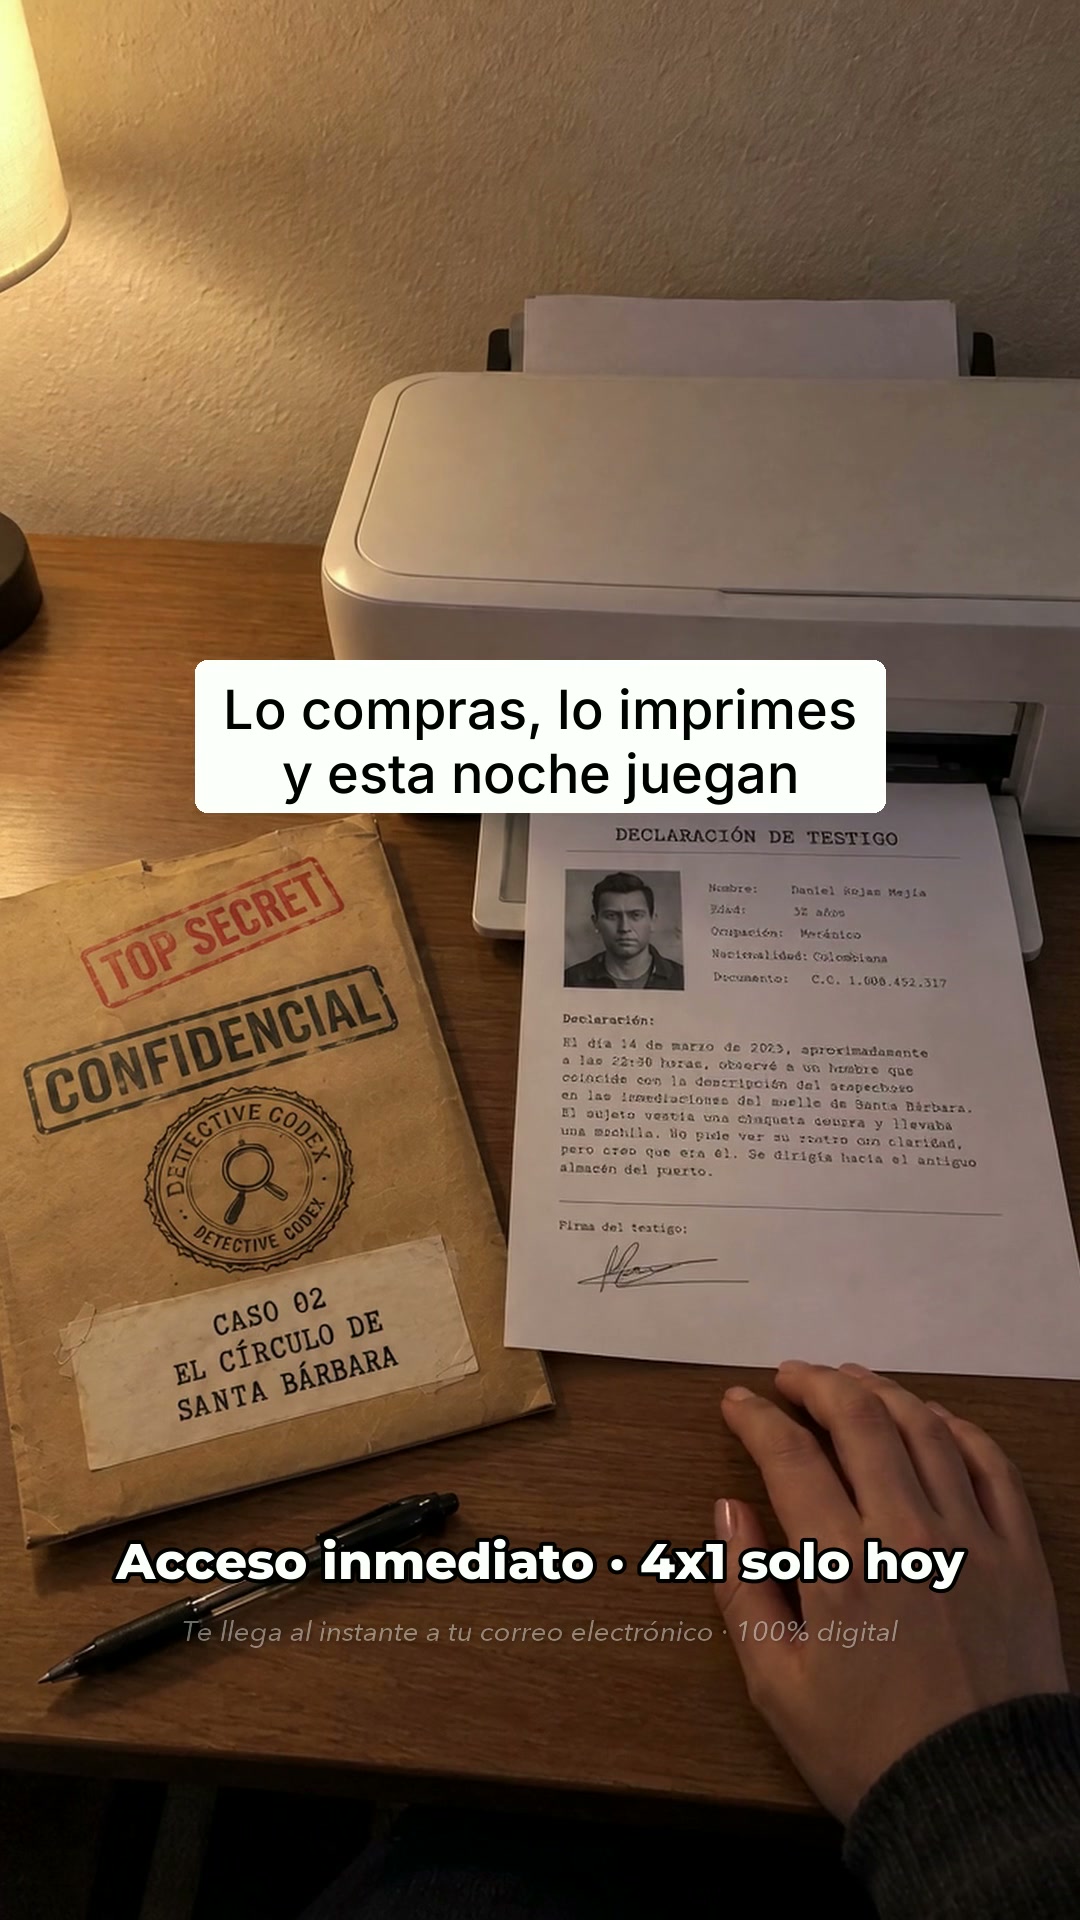 Lo compras, lo imprimes
y esta noche juegan
DECLARACIÓN DE TESTIGO
Nombre: Daniel Rojas Mejía
Edad: 32 años
Ocupación: Mecánico
Nacionalidad: Colombiana
Documento: C.C. 1.008.452.317
Declaración:
El día 14 de marzo de 2023, aproximadamente
a las 22:30 horas, observé a un hombre que
coincide con la descripción del sospechoso
en las inmediaciones del muelle de Santa Bárbara.
El sujeto vestía una chaqueta oscura y llevaba
una mochila. No pude ver su rostro con claridad,
pero creo que era él. Se dirigía hacia el antiguo
almacén del puerto.
Firma del testigo:
TOP SECRET
CONFIDENCIAL
DETECTIVE CODEX
DETECTIVE CODEX
CASO 02
EL CÍRCULO DE
SANTA BÁRBARA
Acceso inmediato · 4x1 solo hoy
Te llega al instante a tu correo electrónico · 100% digital